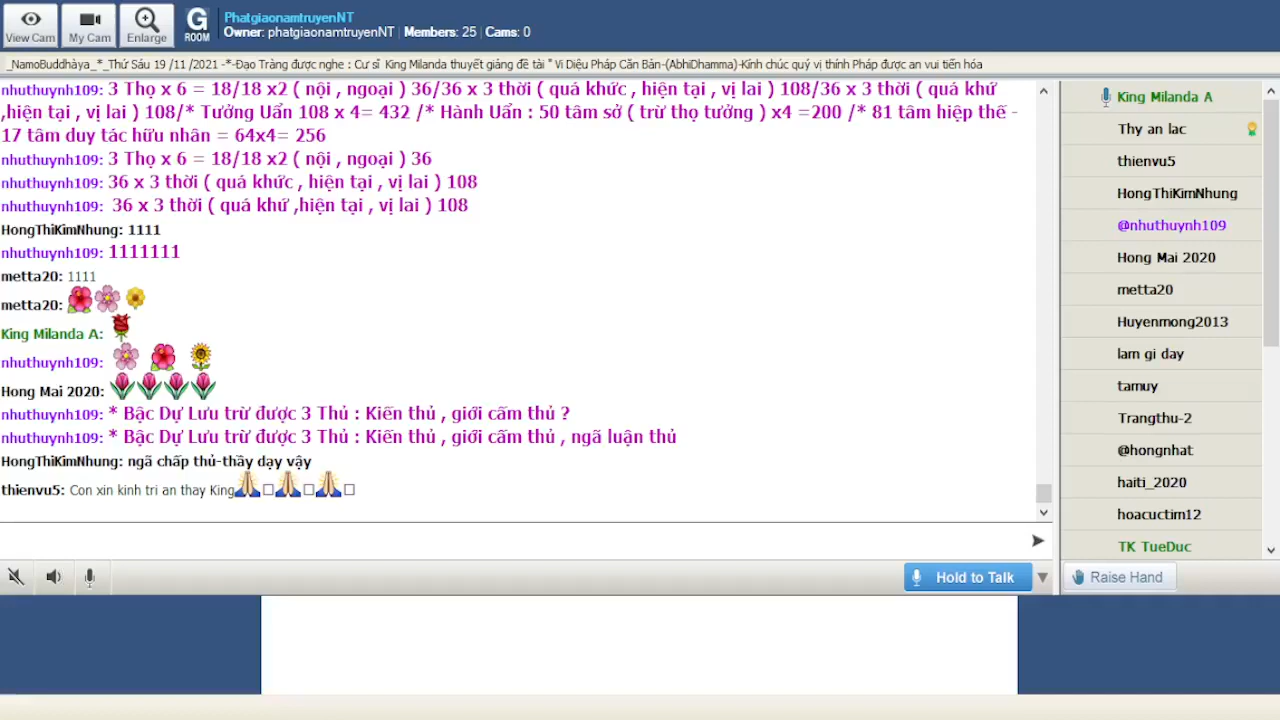 View Cam
My Cam
Enlarge
G
ROOM
PhatgiaonamtruyenNT
Owner: phatgiaonamtruyenNT | Members: 25 | Cams: 0
_NamoBuddhàya_*_Thứ Sáu 19 /11 /2021 -*-Đạo Tràng được nghe : Cư sĩ King Milanda thuyết giảng đề tài " Vi Diệu Pháp Căn Bản-(AbhiDhamma)-Kính chúc quý vị thính Pháp được an vui tiến hóa
nhuthuynh109: 3 Thọ x 6 = 18/18 x2 ( nội , ngoại ) 36/36 x 3 thời ( quá khức , hiện tại , vị lai ) 108/36 x 3 thời ( quá khứ
,hiện tại , vị lai ) 108/* Tưởng Uẩn 108 x 4= 432 /* Hành Uẩn : 50 tâm sở ( trừ thọ tưởng ) x4 =200 /* 81 tâm hiệp thế -
17 tâm duy tác hữu nhân = 64x4= 256
nhuthuynh109: 3 Thọ x 6 = 18/18 x2 ( nội , ngoại ) 36
nhuthuynh109: 36 x 3 thời ( quá khức , hiện tại , vị lai ) 108
nhuthuynh109: 36 x 3 thời ( quá khứ ,hiện tại , vị lai ) 108
HongThiKimNhung: 1111
nhuthuynh109: 1111111
metta20: 1111
metta20:
King Milanda A:
nhuthuynh109:
Hong Mai 2020:
nhuthuynh109: * Bậc Dự Lưu trừ được 3 Thủ : Kiến thủ , giới cấm thủ ?
nhuthuynh109: * Bậc Dự Lưu trừ được 3 Thủ : Kiến thủ , giới cấm thủ , ngã luận thủ
HongThiKimNhung: ngã chấp thủ-thầy dạy vậy
thienvu5: Con xin kinh tri an thay King
Hold to Talk
King Milanda A
Thy an lac
thienvu5
HongThiKimNhung
@nhuthuynh109
Hong Mai 2020
metta20
Huyenmong2013
lam gi day
tamuy
Trangthu-2
@hongnhat
haiti_2020
hoacuctim12
TK TueDuc
Raise Hand